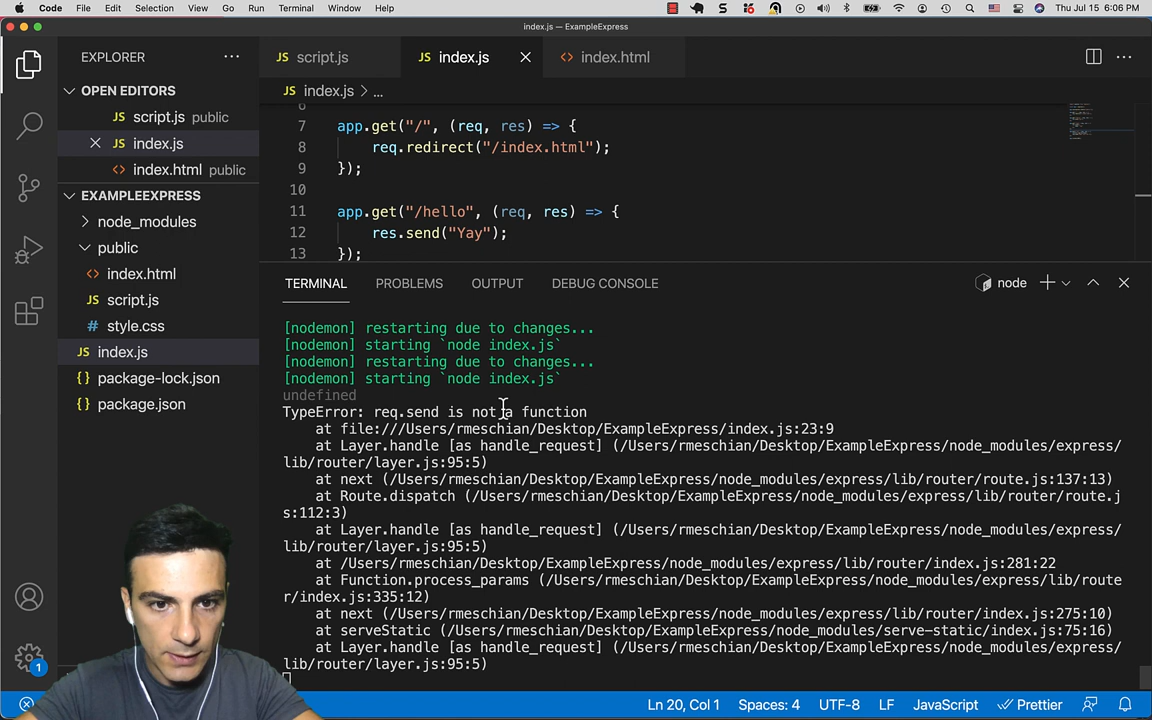 Code File Edit Selection View Go Run Terminal Window Help Thu Jul 15 6:06 PM
index.js — ExampleExpress
EXPLORER
JS script.js
JS index.js
<> index.html
OPEN EDITORS
JS script.js public
JS index.js
<> index.html public
EXAMPLEEXPRESS
node_modules
public
<> index.html
JS script.js
# style.css
JS index.js
{ } package-lock.json
{ } package.json
JS index.js > ...
6
7 app.get("/", (req, res) => {
8 req.redirect("/index.html");
9 });
10
11 app.get("/hello", (req, res) => {
12 res.send("Yay");
13 });
TERMINAL PROBLEMS OUTPUT DEBUG CONSOLE
node
[nodemon] restarting due to changes...
[nodemon] starting `node index.js`
[nodemon] restarting due to changes...
[nodemon] starting `node index.js`
undefined
TypeError: req.send is not a function
at file:///Users/rmeschian/Desktop/ExampleExpress/index.js:23:9
at Layer.handle [as handle_request] (/Users/rmeschian/Desktop/ExampleExpress/node_modules/express/
lib/router/layer.js:95:5)
at next (/Users/rmeschian/Desktop/ExampleExpress/node_modules/express/lib/router/route.js:137:13)
at Route.dispatch (/Users/rmeschian/Desktop/ExampleExpress/node_modules/express/lib/router/route.j
s:112:3)
at Layer.handle [as handle_request] (/Users/rmeschian/Desktop/ExampleExpress/node_modules/express/
lib/router/layer.js:95:5)
at /Users/rmeschian/Desktop/ExampleExpress/node_modules/express/lib/router/index.js:281:22
at Function.process_params (/Users/rmeschian/Desktop/ExampleExpress/node_modules/express/lib/route
r/index.js:335:12)
at next (/Users/rmeschian/Desktop/ExampleExpress/node_modules/express/lib/router/index.js:275:10)
at serveStatic (/Users/rmeschian/Desktop/ExampleExpress/node_modules/serve-static/index.js:75:16)
at Layer.handle [as handle_request] (/Users/rmeschian/Desktop/ExampleExpress/node_modules/express/
lib/router/layer.js:95:5)
1
Ln 20, Col 1 Spaces: 4 UTF-8 LF JavaScript Prettier